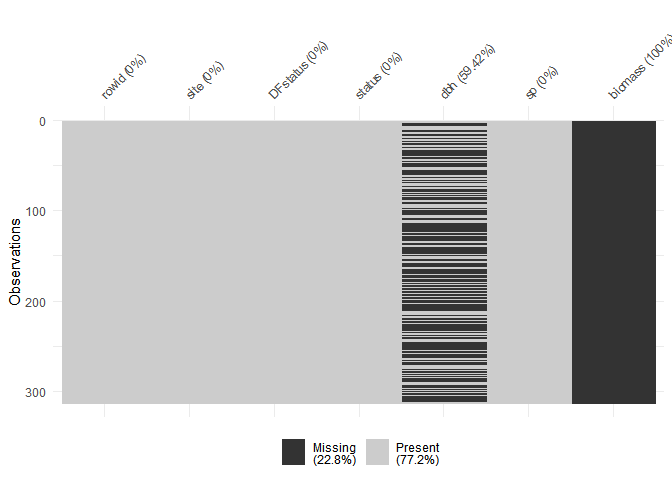 rowid (0%)
site (0%)
DFstatus (0%)
status (0%)
dbh (59.42%)
sp (0%)
biomass (100%)
0
100
200
300
Observations
Missing
(22.8%)
Present
(77.2%)